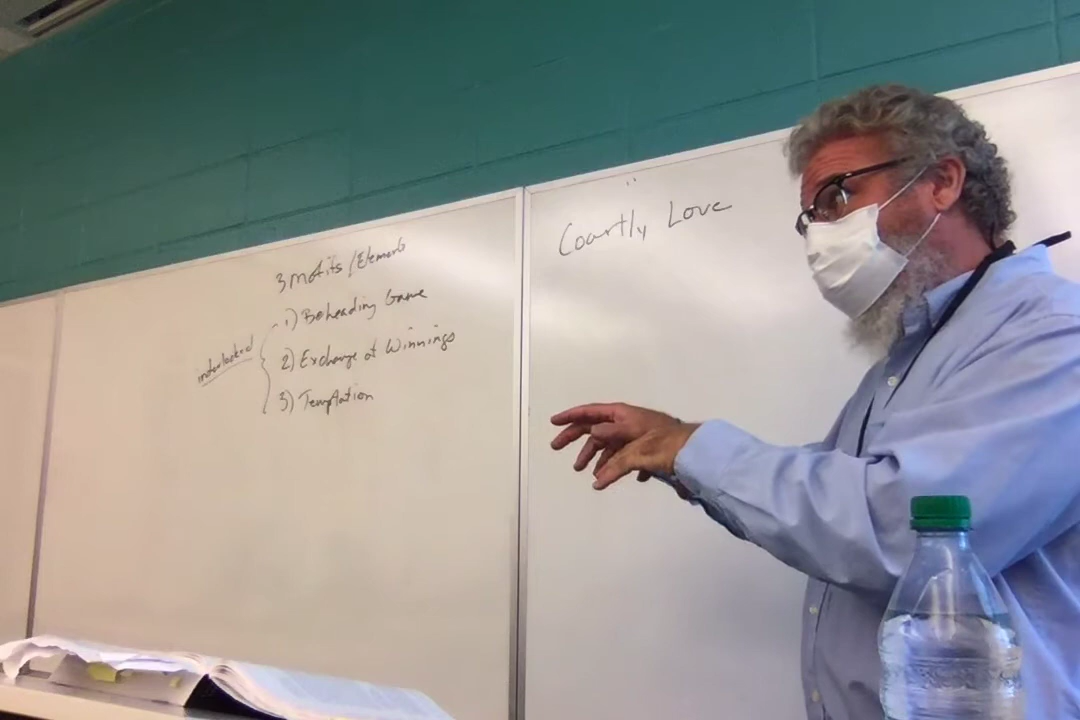 3 Motifs / Elements
1) Beheading Game
2) Exchange of Winnings
3) Temptation
interlocked
"Courtly Love